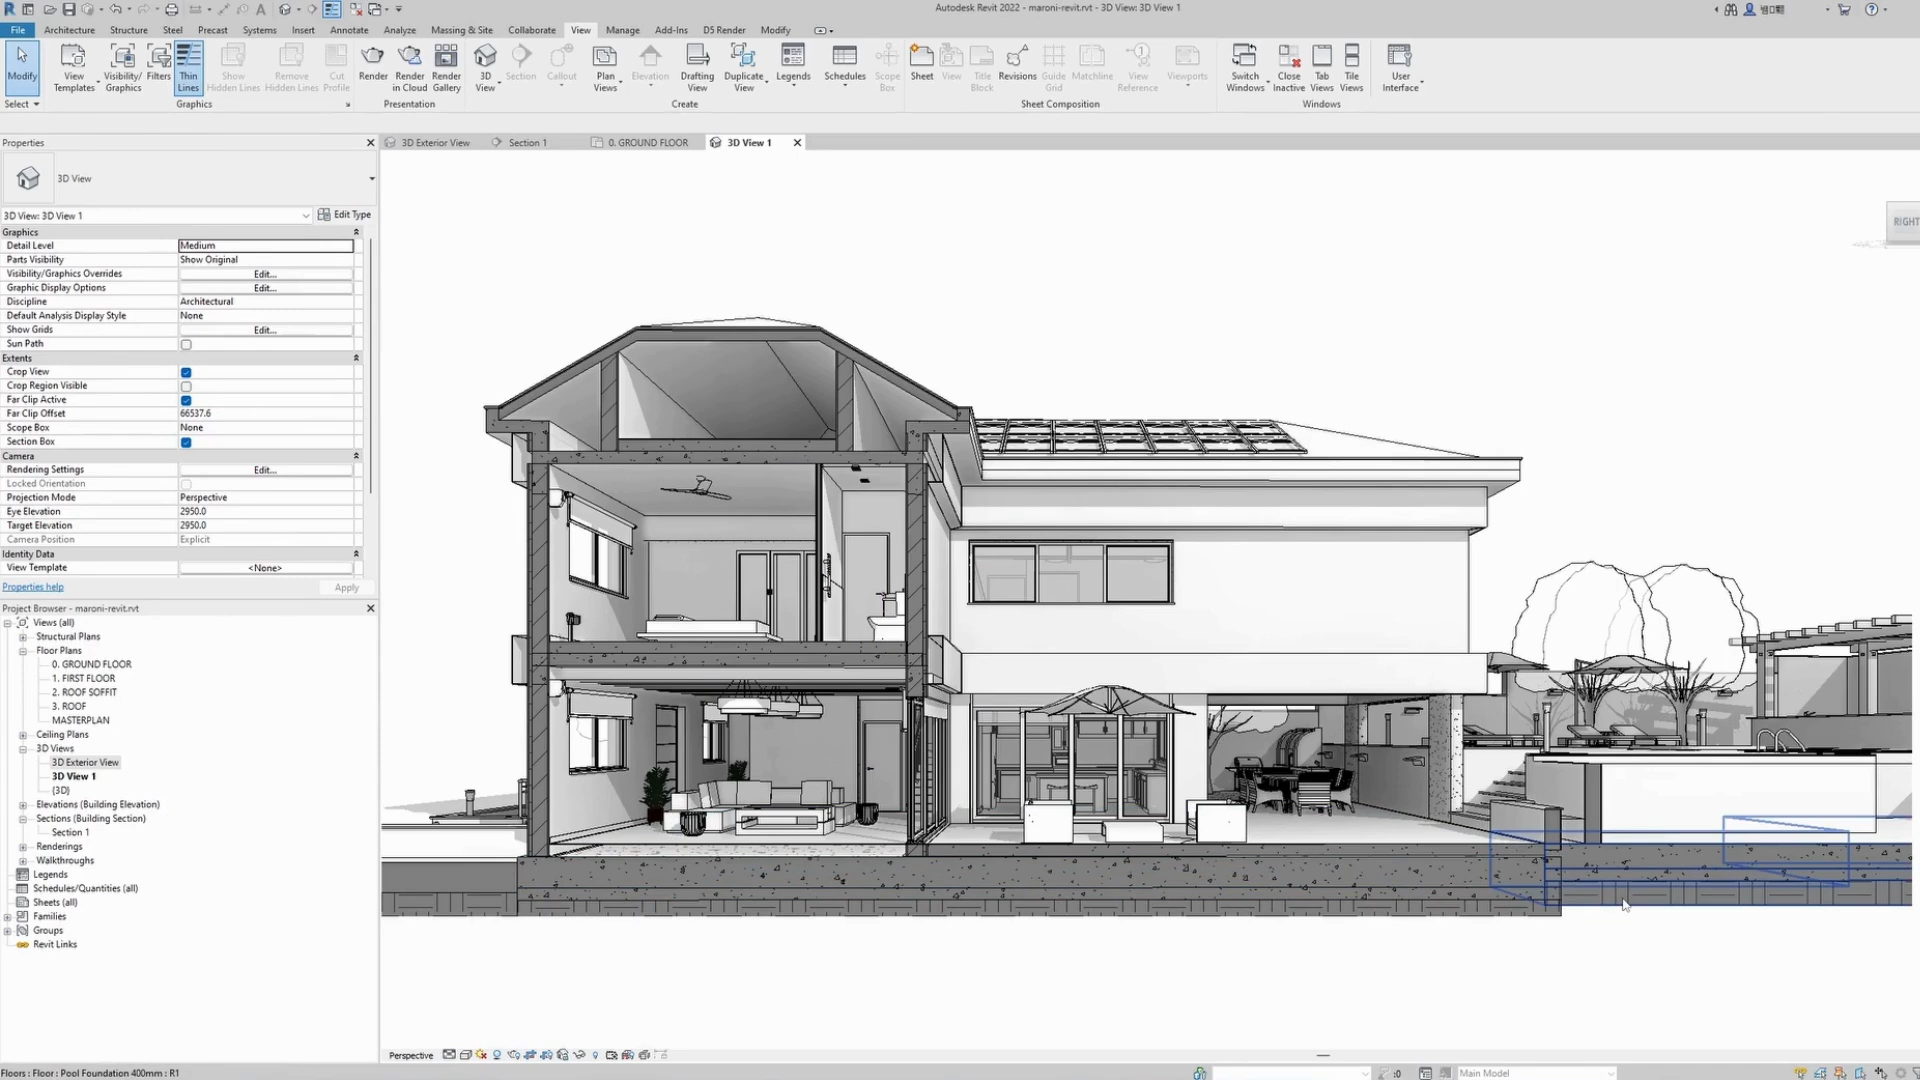 Autodesk Revit 2022 - maroni-revit.rvt - 3D View: 3D View 1
File Architecture Structure Steel Precast Systems Insert Annotate Analyze Massing & Site Collaborate View Manage Add-Ins D5 Render Modify
Modify
View Templates
Visibility/ Graphics
Filters
Thin Lines
Show Hidden Lines
Remove Hidden Lines
Cut Profile
Render
Render in Cloud
Render Gallery
3D View
Section
Callout
Plan Views
Elevation
Drafting View
Duplicate View
Legends
Schedules
Scope Box
Sheet
View
Title Block
Revisions
Guide Grid
Matchline
View Reference
Viewports
Switch Windows
Close Inactive
Tab Views
Tile Views
User Interface
Select Graphics Presentation Create Sheet Composition Windows
Properties
3D Exterior View Section 1 0. GROUND FLOOR 3D View 1
3D View
3D View: 3D View 1 Edit Type
Graphics
Detail Level Medium
Parts Visibility Show Original
Visibility/Graphics Overrides Edit...
Graphic Display Options Edit...
Discipline Architectural
Default Analysis Display Style None
Show Grids Edit...
Sun Path
Extents
Crop View
Crop Region Visible
Far Clip Active
Far Clip Offset 66537.6
Scope Box None
Section Box
Camera
Rendering Settings Edit...
Locked Orientation
Projection Mode Perspective
Eye Elevation 2950.0
Target Elevation 2950.0
Camera Position Explicit
Identity Data
View Template <None>
Properties help Apply
Project Browser - maroni-revit.rvt
Views (all)
Structural Plans
Floor Plans
0. GROUND FLOOR
1. FIRST FLOOR
2. ROOF SOFFIT
3. ROOF
MASTERPLAN
Ceiling Plans
3D Views
3D Exterior View
3D View 1
{3D}
Elevations (Building Elevation)
Sections (Building Section)
Section 1
Renderings
Walkthroughs
Legends
Schedules/Quantities (all)
Sheets (all)
Families
Groups
Revit Links
RIGHT
Perspective
Floors : Floor : Pool Foundation 400mm : R1
:0
Main Model